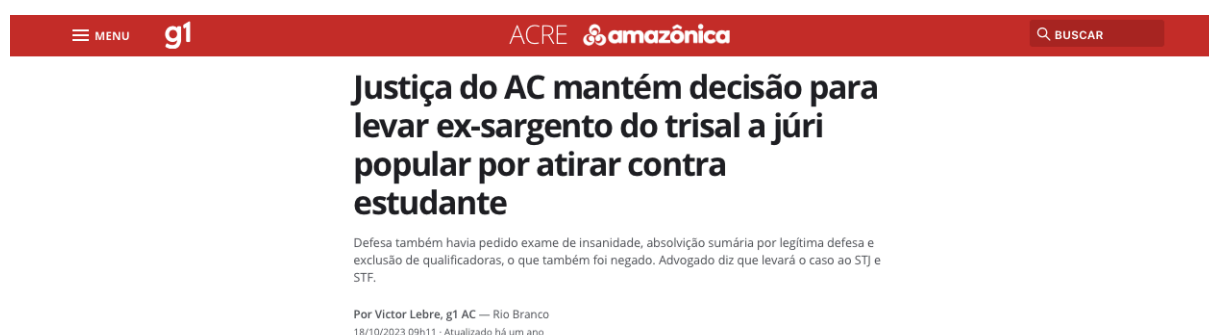 MENU g1 ACRE amazônica BUSCAR
Justiça do AC mantém decisão para
levar ex-sargento do trisal a júri
popular por atirar contra
estudante
Defesa também havia pedido exame de insanidade, absolvição sumária por legítima defesa e
exclusão de qualificadoras, o que também foi negado. Advogado diz que levará o caso ao STJ e
STF.
Por Victor Lebre, g1 AC — Rio Branco
18/10/2023 09h11 · Atualizado há um ano